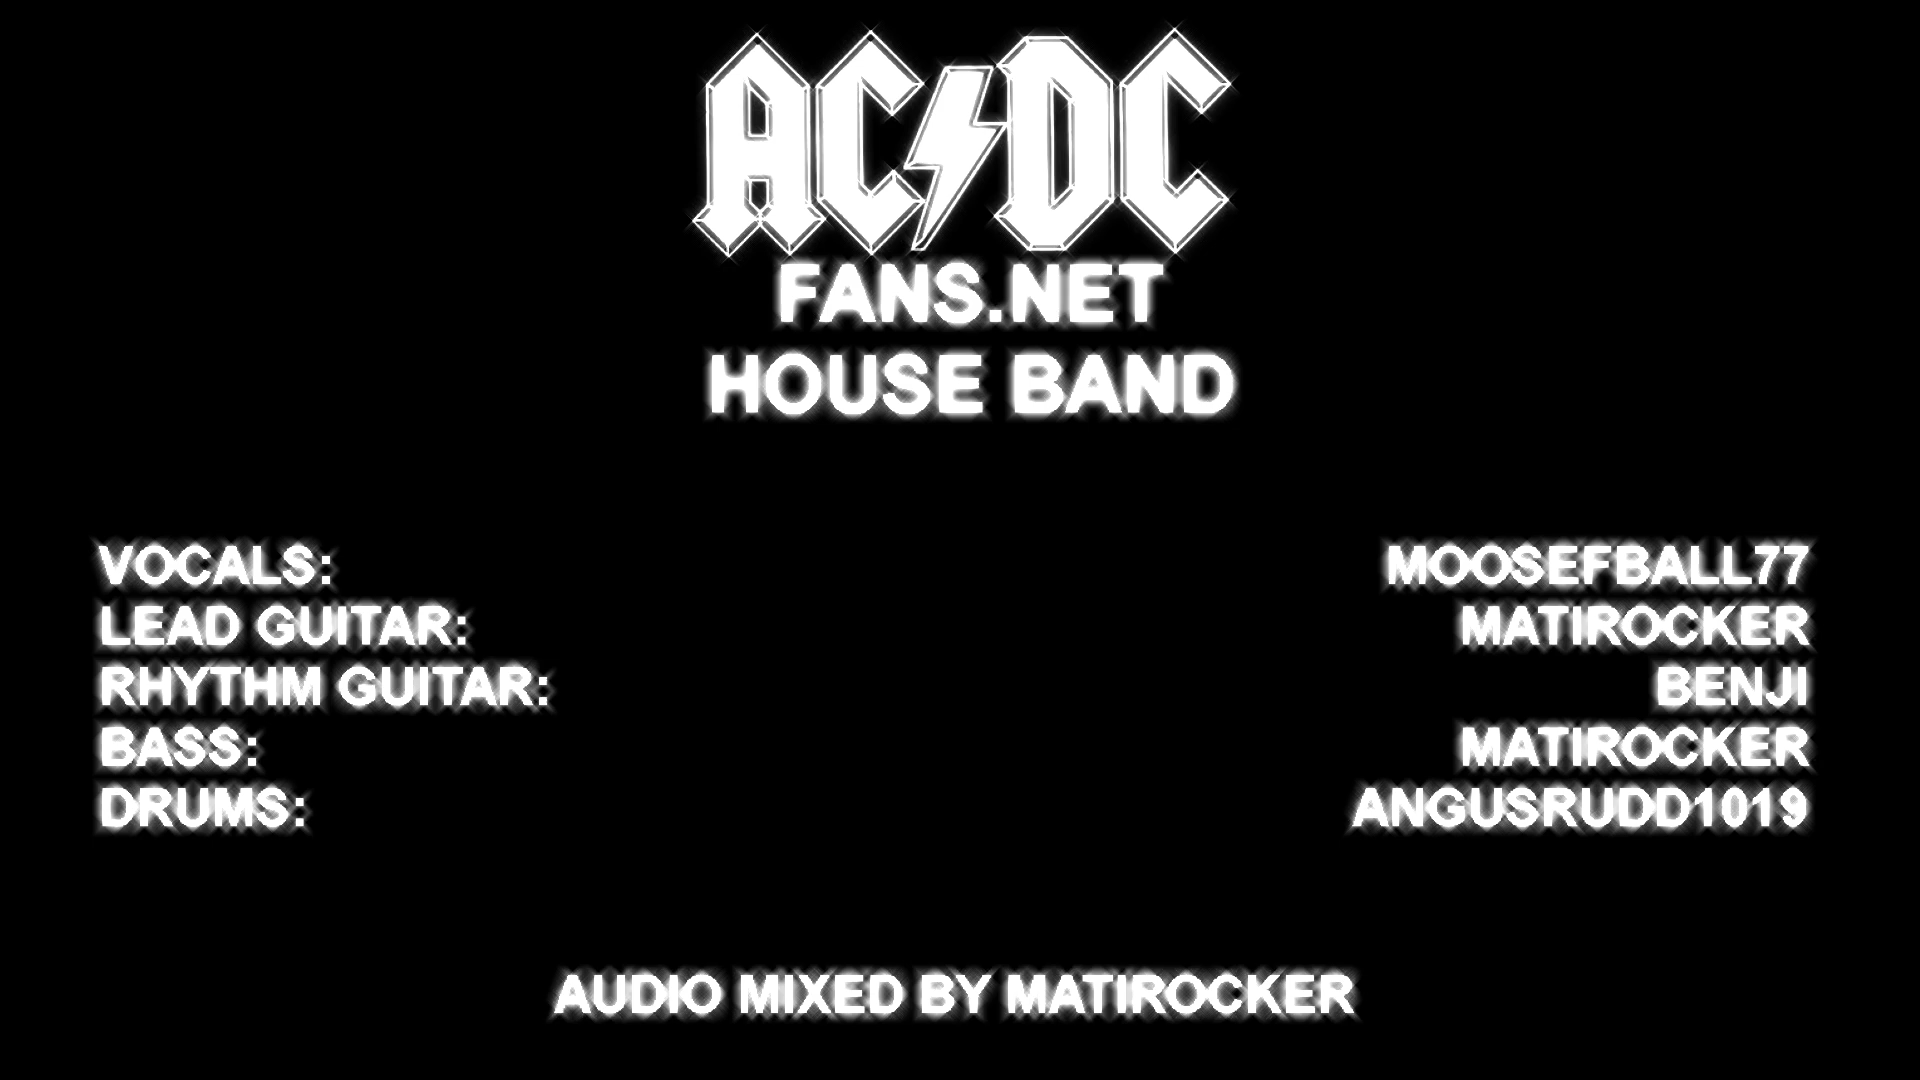 AC⚡DC
FANS.NET
HOUSE BAND
VOCALS: MOOSEFBALL77
LEAD GUITAR: MATIROCKER
RHYTHM GUITAR: BENJI
BASS: MATIROCKER
DRUMS: ANGUSRUDD1019
AUDIO MIXED BY MATIROCKER